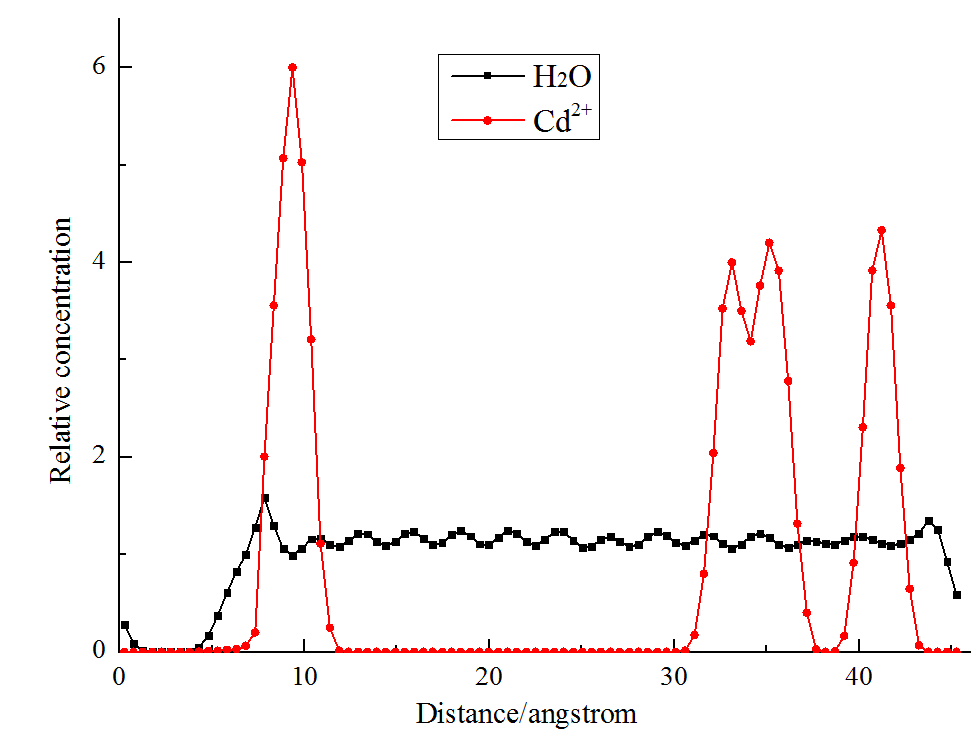 H₂O
Cd²⁺
6
4
2
0
Relative concentration
0 10 20 30 40
Distance/angstrom